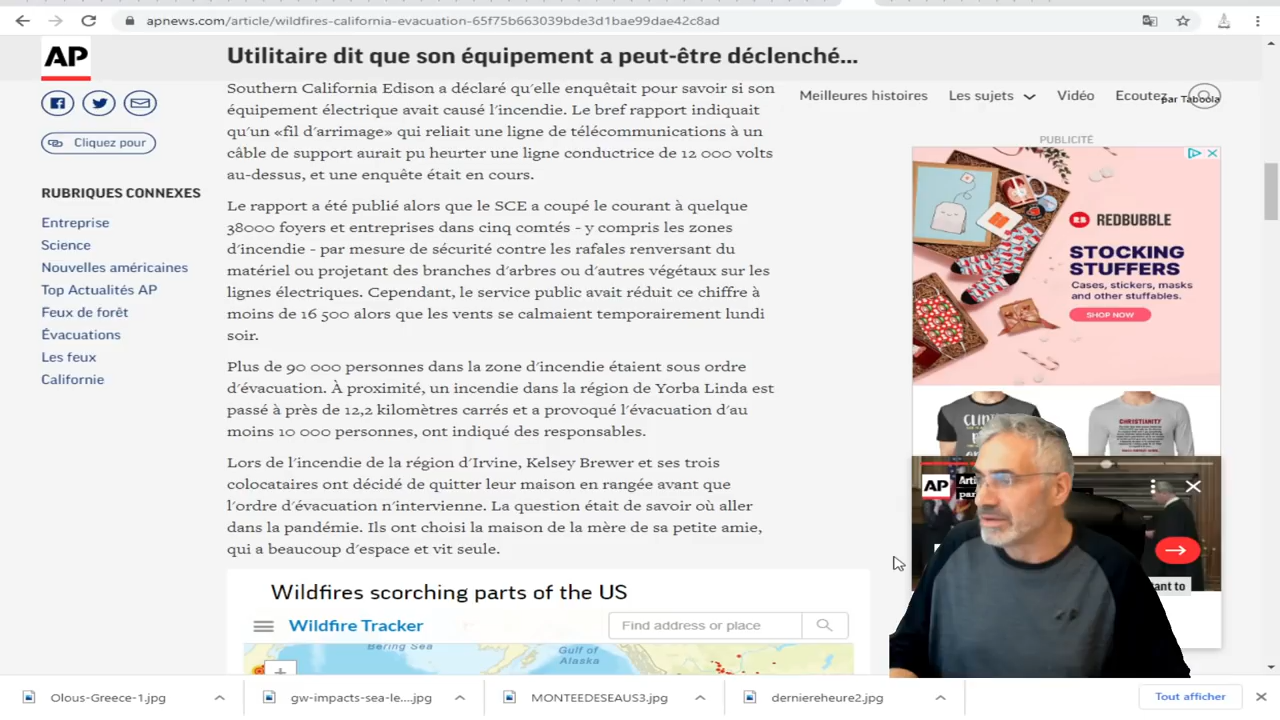 apnews.com/article/wildfires-california-evacuation-65f75b663039bde3d1bae99dae42c8ad
AP
Utilitaire dit que son équipement a peut-être déclenché...
Meilleures histoires
Les sujets
Vidéo
Ecoutez
par Taboola
Cliquez pour
RUBRIQUES CONNEXES
Entreprise
Science
Nouvelles américaines
Top Actualités AP
Feux de forêt
Évacuations
Les feux
Californie
Southern California Edison a déclaré qu'elle enquêtait pour savoir si son
équipement électrique avait causé l'incendie. Le bref rapport indiquait
qu'un «fil d'arrimage» qui reliait une ligne de télécommunications à un
câble de support aurait pu heurter une ligne conductrice de 12 000 volts
au-dessus, et une enquête était en cours.
Le rapport a été publié alors que le SCE a coupé le courant à quelque
38000 foyers et entreprises dans cinq comtés - y compris les zones
d'incendie - par mesure de sécurité contre les rafales renversant du
matériel ou projetant des branches d'arbres ou d'autres végétaux sur les
lignes électriques. Cependant, le service public avait réduit ce chiffre à
moins de 16 500 alors que les vents se calmaient temporairement lundi
soir.
Plus de 90 000 personnes dans la zone d'incendie étaient sous ordre
d'évacuation. À proximité, un incendie dans la région de Yorba Linda est
passé à près de 12,2 kilomètres carrés et a provoqué l'évacuation d'au
moins 10 000 personnes, ont indiqué des responsables.
Lors de l'incendie de la région d'Irvine, Kelsey Brewer et ses trois
colocataires ont décidé de quitter leur maison en rangée avant que
l'ordre d'évacuation n'intervienne. La question était de savoir où aller
dans la pandémie. Ils ont choisi la maison de la mère de sa petite amie,
qui a beaucoup d'espace et vit seule.
Wildfires scorching parts of the US
Wildfire Tracker
Find address or place
Bering Sea
Gulf of
Alaska
PUBLICITÉ
REDBUBBLE
STOCKING
STUFFERS
Cases, stickers, masks
and other stuffables.
SHOP NOW
CHRISTIANITY
AP
Olous-Greece-1.jpg
gw-impacts-sea-le....jpg
MONTEEDESEAUS3.jpg
derniereheure2.jpg
Tout afficher